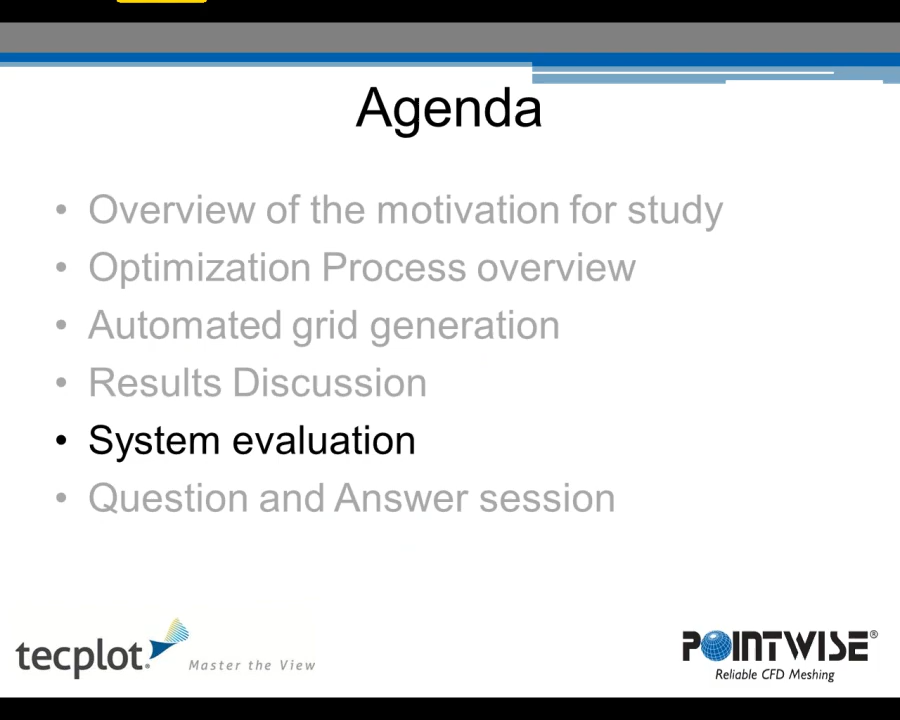 Agenda
• Overview of the motivation for study
• Optimization Process overview
• Automated grid generation
• Results Discussion
• System evaluation
• Question and Answer session
tecplot. Master the View
POINTWISE®
Reliable CFD Meshing